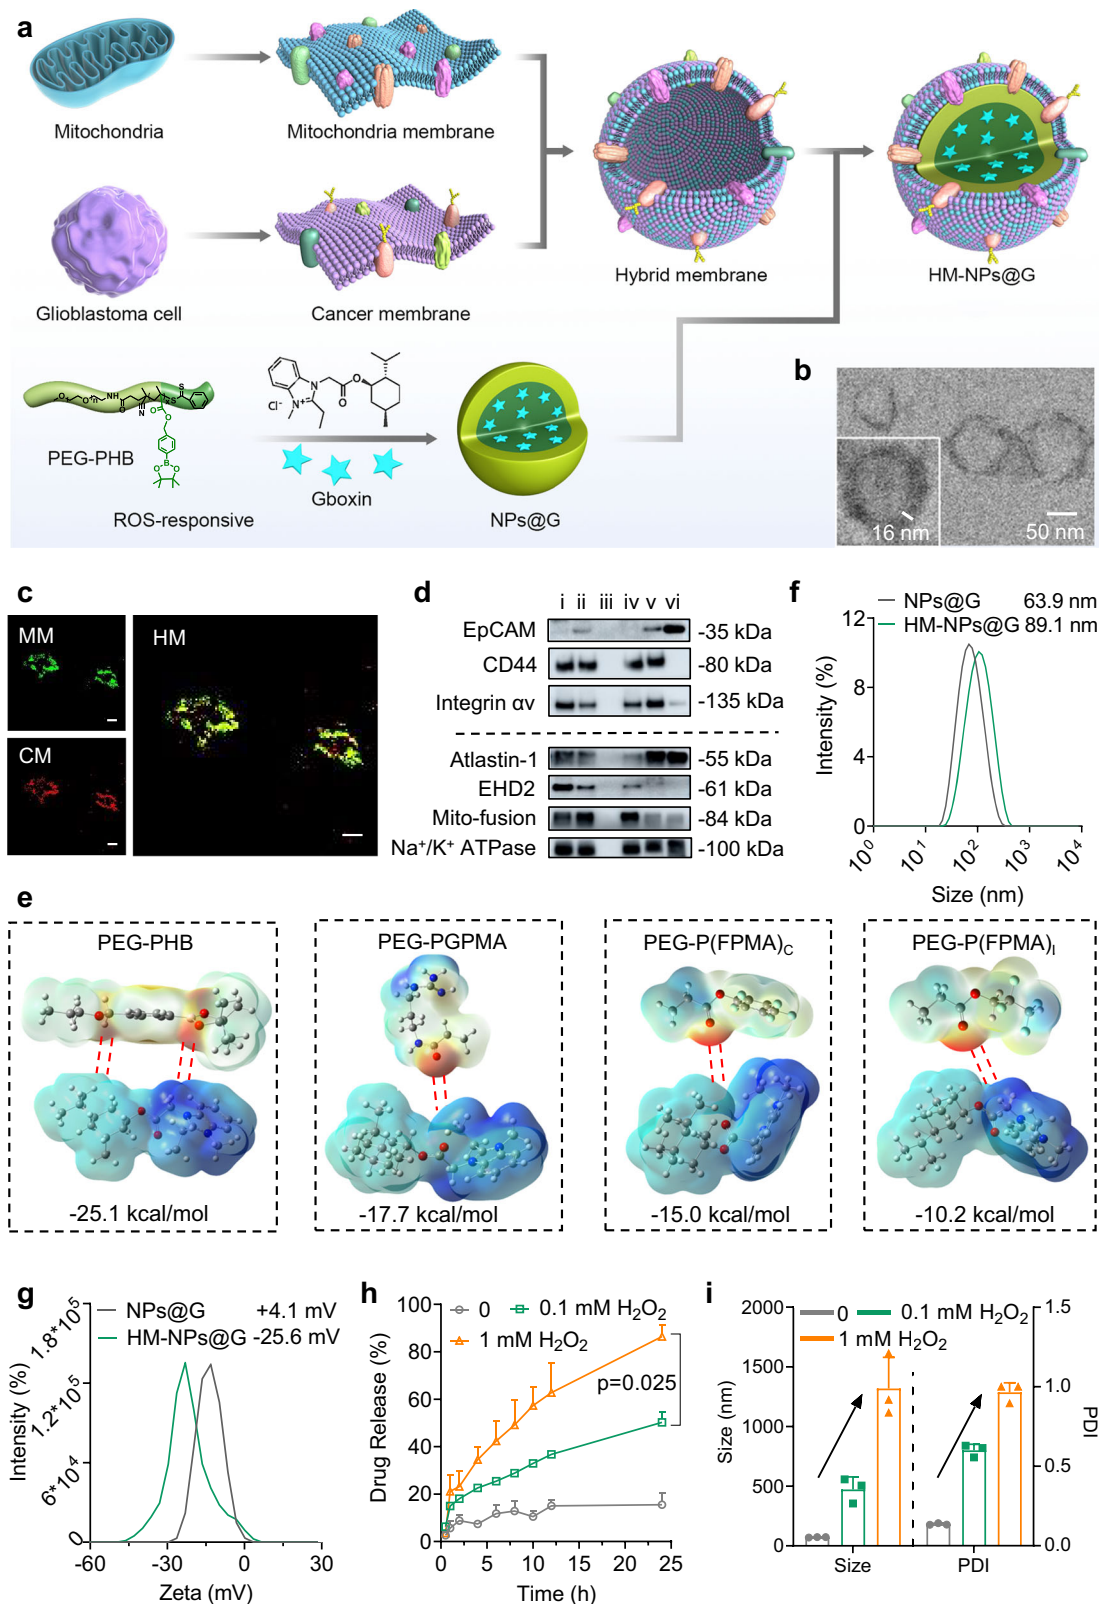 a
Mitochondria
Mitochondria membrane
Glioblastoma cell
Cancer membrane
Hybrid membrane
HM-NPs@G
PEG-PHB
ROS-responsive
Cl⁻
Gboxin
NPs@G
b
16 nm
50 nm
c
MM
HM
CM
d
i ii iii iv v vi
EpCAM -35 kDa
CD44 -80 kDa
Integrin αv -135 kDa
Atlastin-1 -55 kDa
EHD2 -61 kDa
Mito-fusion -84 kDa
Na⁺/K⁺ ATPase -100 kDa
f
NPs@G 63.9 nm
HM-NPs@G 89.1 nm
Intensity (%)
12
8
4
0
10⁰ 10¹ 10² 10³ 10⁴
Size (nm)
e
PEG-PHB
-25.1 kcal/mol
PEG-PGPMA
-17.7 kcal/mol
PEG-P(FPMA)C
-15.0 kcal/mol
PEG-P(FPMA)I
-10.2 kcal/mol
g
NPs@G +4.1 mV
HM-NPs@G -25.6 mV
Intensity (%)
1.8*10⁵
1.2*10⁵
6*10⁴
0
-60 -30 0 30
Zeta (mV)
h
0 0.1 mM H₂O₂
1 mM H₂O₂
Drug Release (%)
100
80
60
40
20
0
p=0.025
0 5 10 15 20 25
Time (h)
i
0 0.1 mM H₂O₂
1 mM H₂O₂
Size (nm)
2000
1500
1000
500
0
1.5
1.0
0.5
0.0
PDI
Size PDI